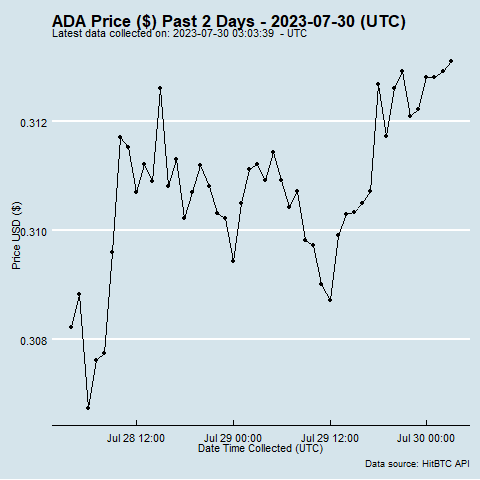 ADA Price ($) Past 2 Days - 2023-07-30 (UTC)
Latest data collected on: 2023-07-30 03:03:39 - UTC
0.312
0.310
0.308
Price USD ($)
Jul 28 12:00 Jul 29 00:00 Jul 29 12:00 Jul 30 00:00
Date Time Collected (UTC)
Data source: HitBTC API